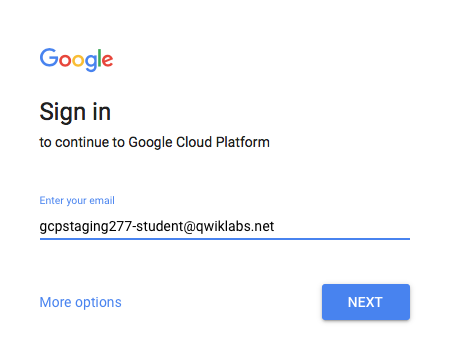 Google
Sign in
to continue to Google Cloud Platform
Enter your email
gcpstaging277-student@qwiklabs.net
More options
NEXT